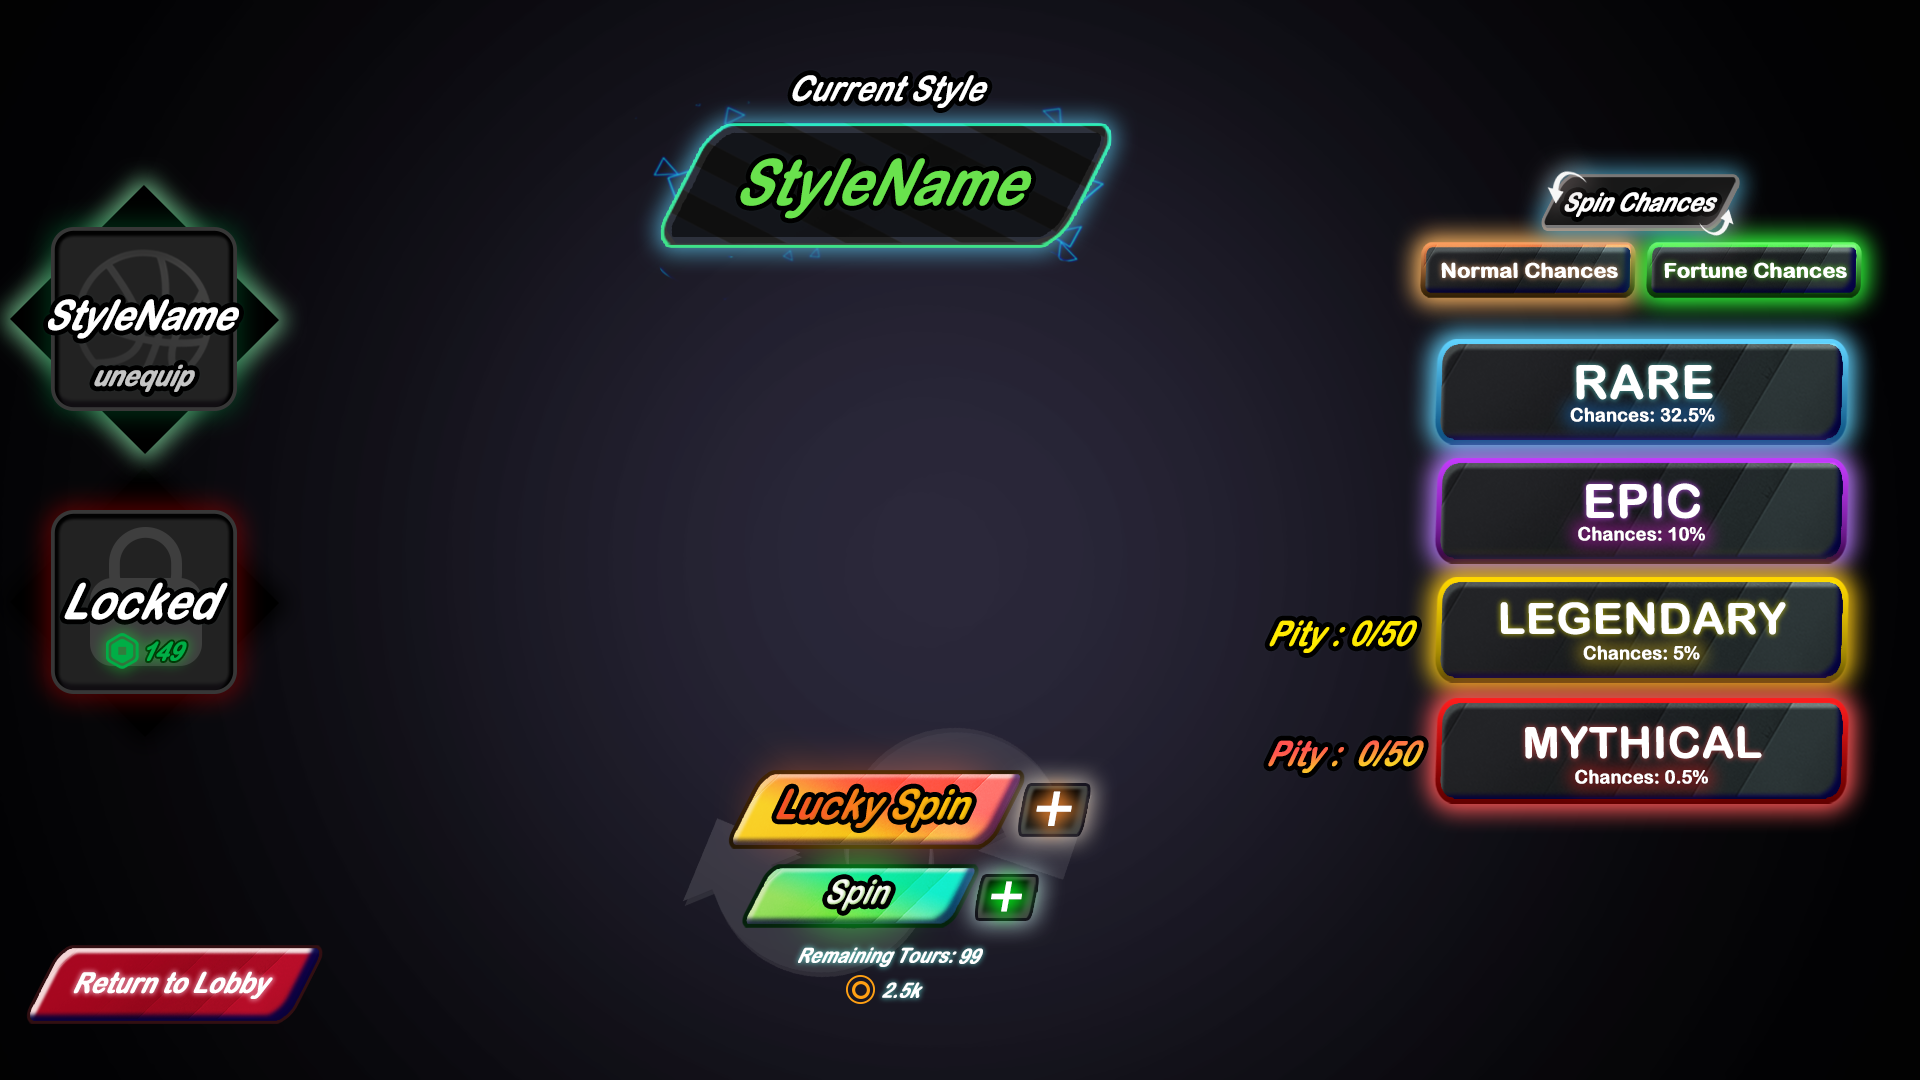 Current Style
StyleName
StyleName
unequip
Locked
149
Spin Chances
Normal Chances
Fortune Chances
RARE
Chances: 32.5%
EPIC
Chances: 10%
Pity : 0/50
LEGENDARY
Chances: 5%
Pity : 0/50
MYTHICAL
Chances: 0.5%
Lucky Spin
+
Spin
+
Remaining Tours: 99
2.5k
Return to Lobby